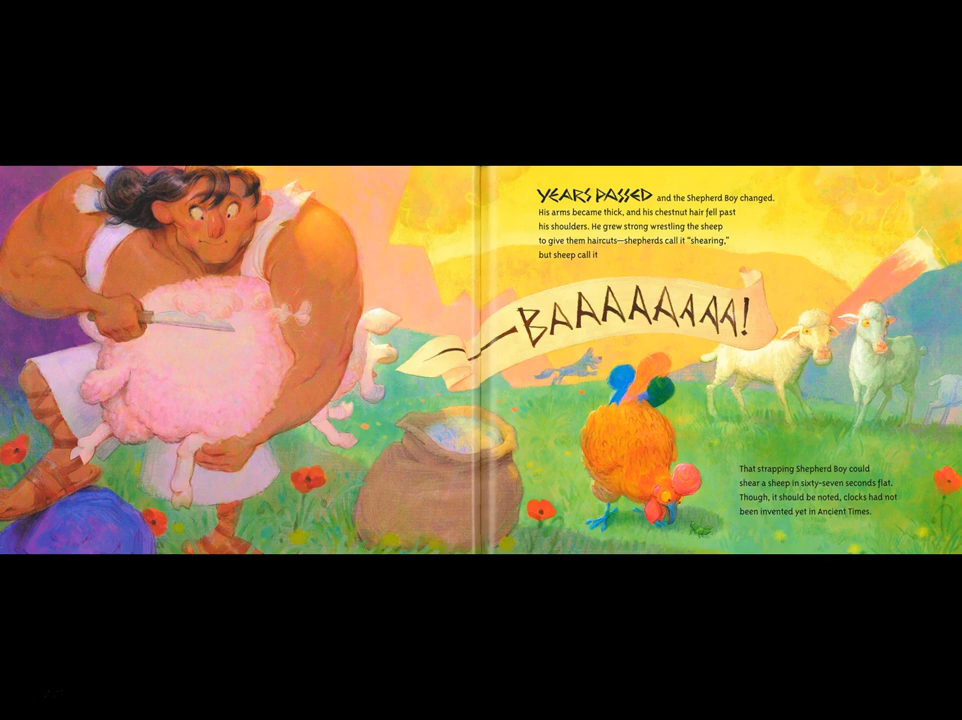 YEARS PASSED and the Shepherd Boy changed.
His arms became thick, and his chestnut hair fell past
his shoulders. He grew strong wrestling the sheep
to give them haircuts—shepherds call it “shearing,”
but sheep call it
BAAAAAAAA!
That strapping Shepherd Boy could
shear a sheep in sixty-seven seconds flat.
Though, it should be noted, clocks had not
been invented yet in Ancient Times.